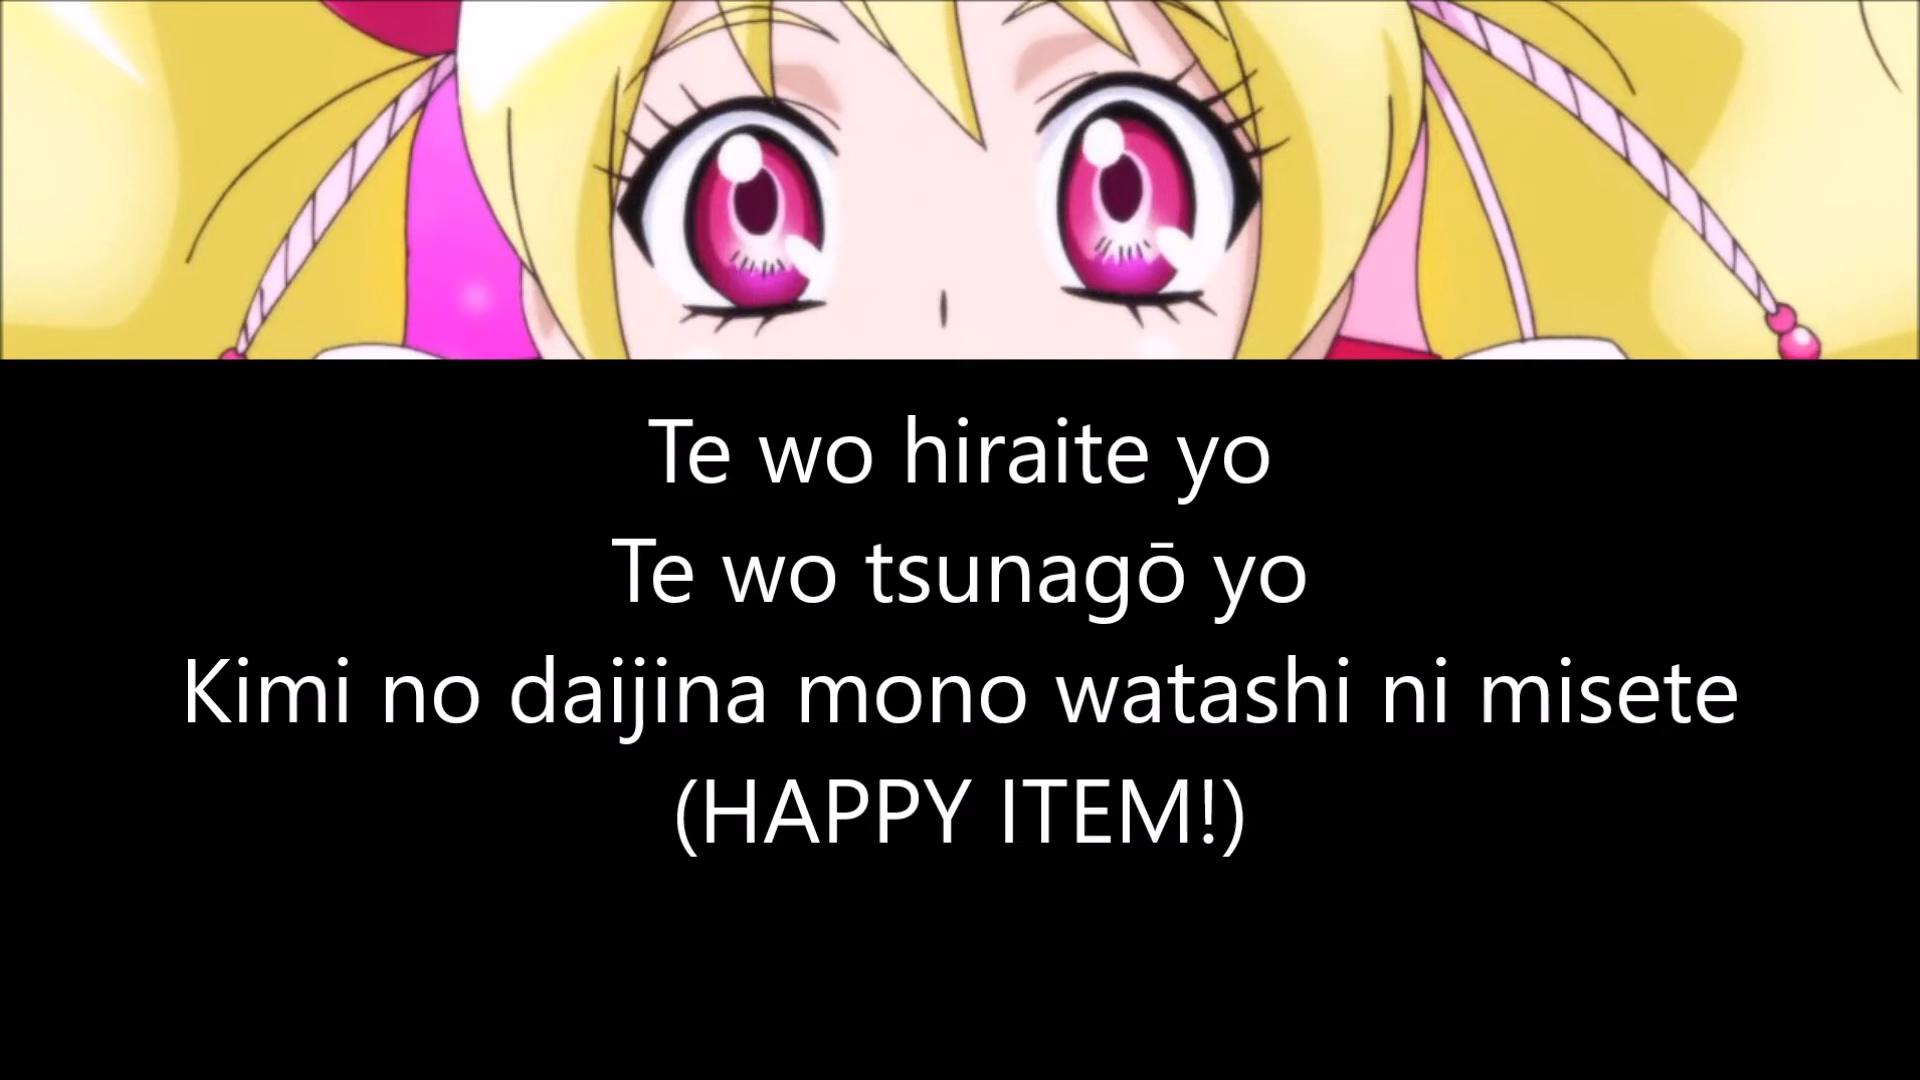 Te wo hiraite yo
Te wo tsunagō yo
Kimi no daijina mono watashi ni misete
(HAPPY ITEM!)